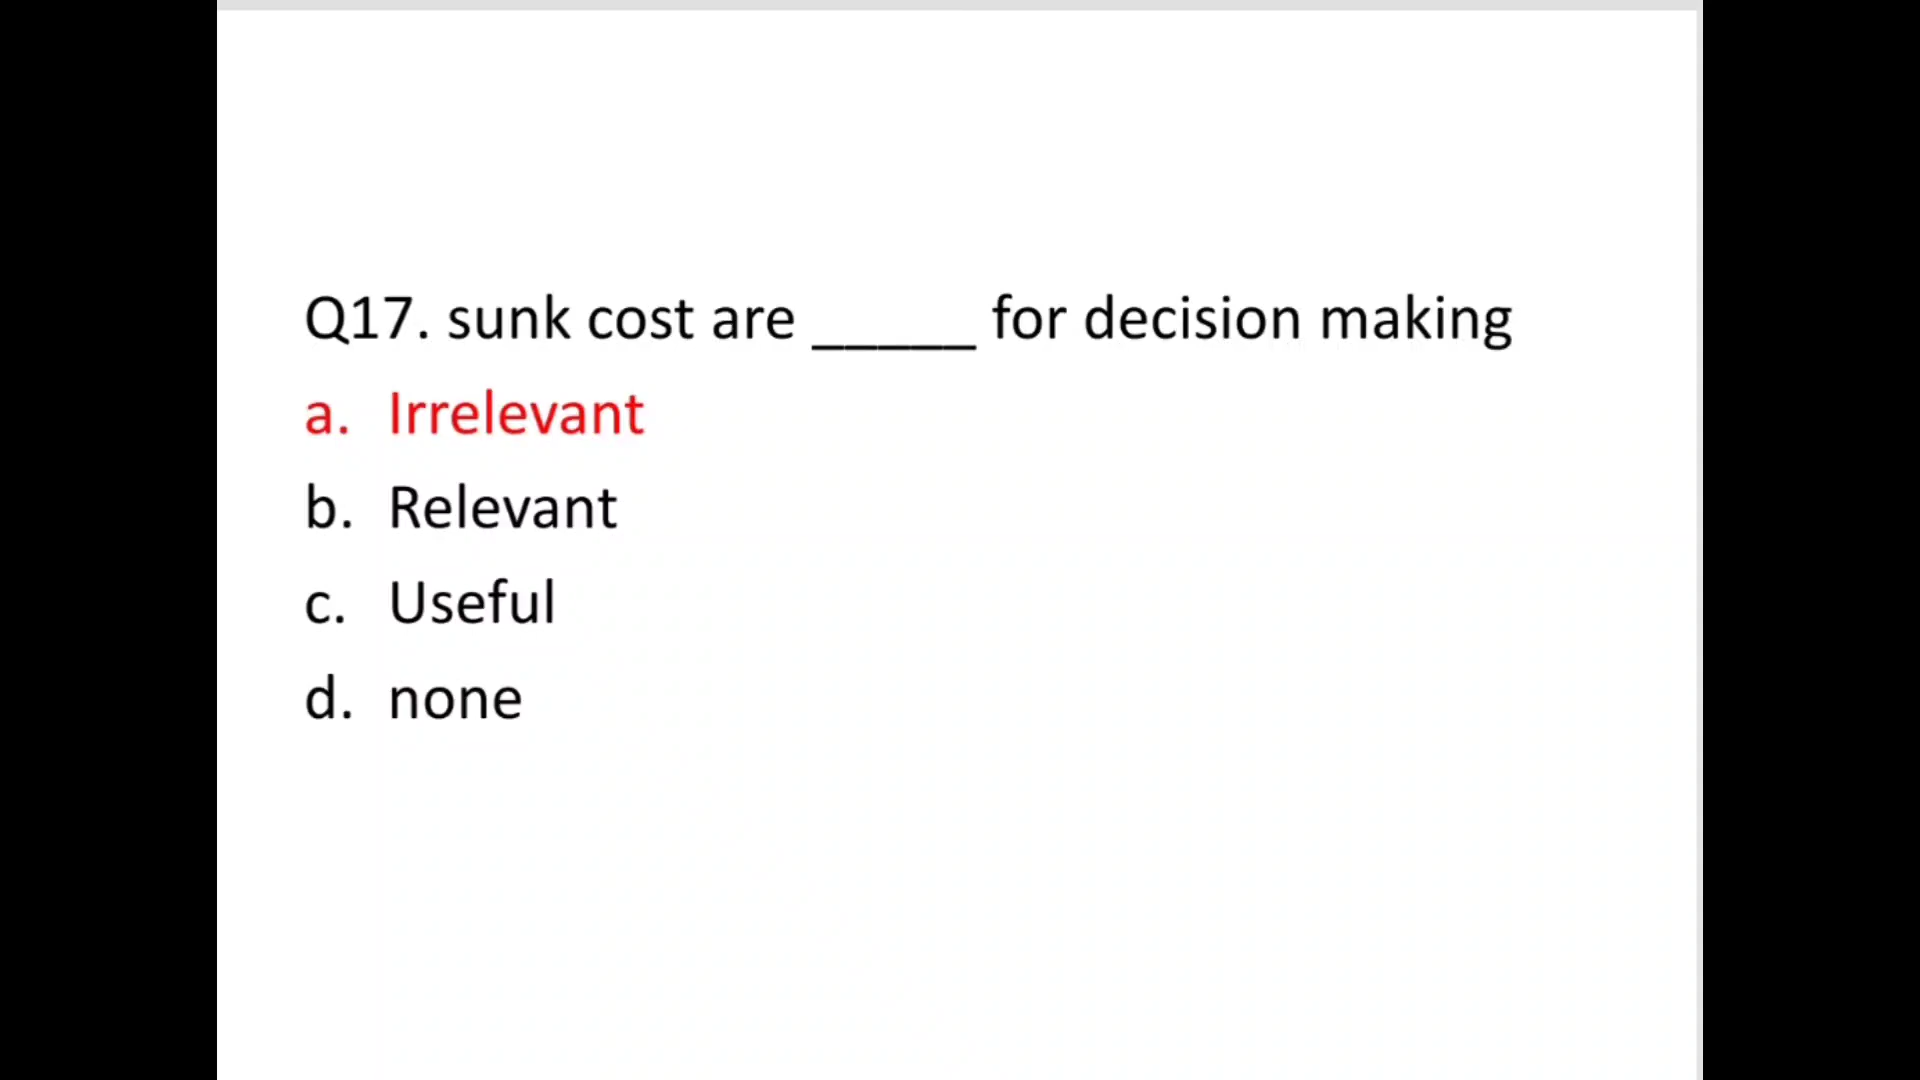 Q17. sunk cost are _____ for decision making
a. Irrelevant
b. Relevant
c. Useful
d. none